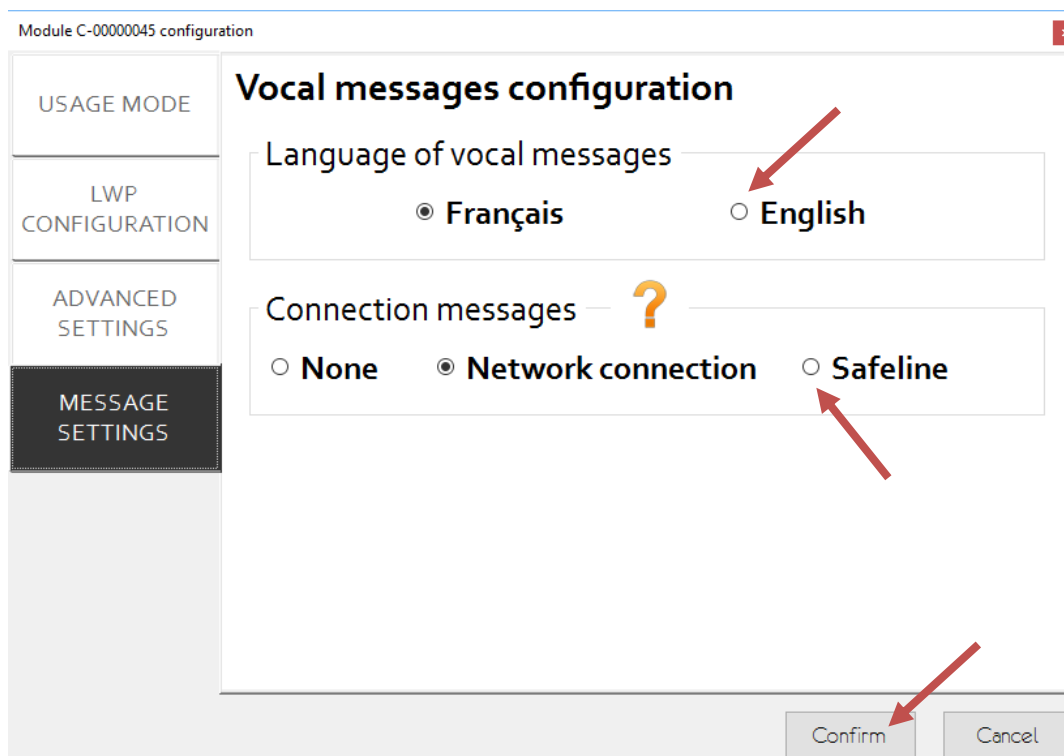 Module C-00000045 configuration
USAGE MODE
LWP
CONFIGURATION
ADVANCED
SETTINGS
MESSAGE
SETTINGS
Vocal messages configuration
Language of vocal messages
Français English
Connection messages ?
None Network connection Safeline
Confirm Cancel